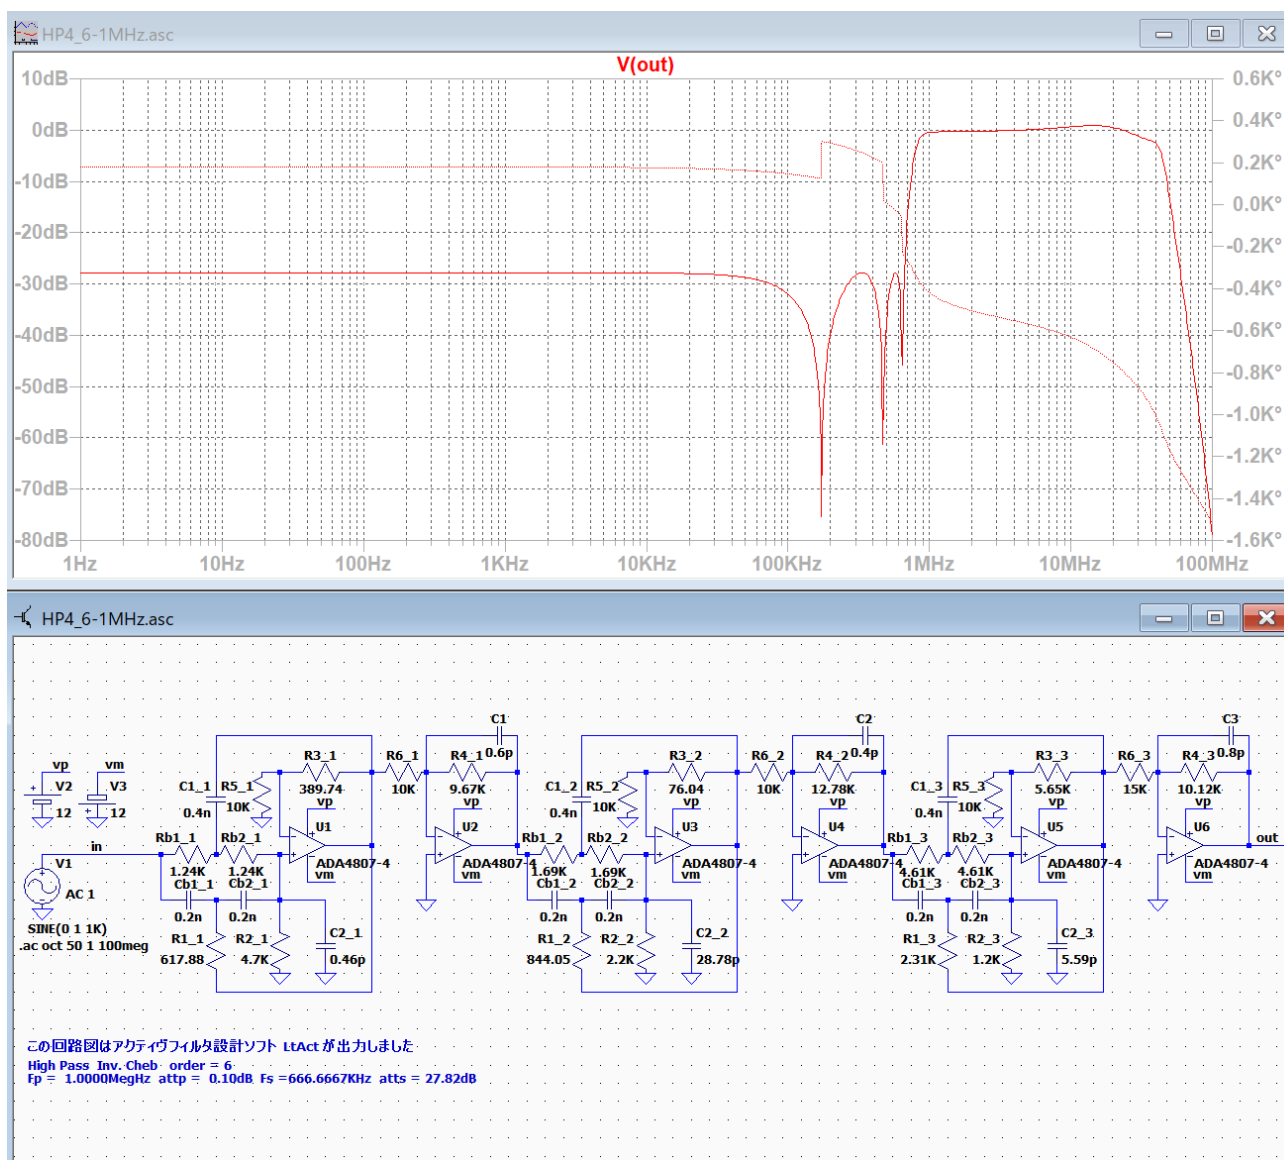 HP4_6-1MHz.asc
V(out)
10dB
0dB
-10dB
-20dB
-30dB
-40dB
-50dB
-60dB
-70dB
-80dB
0.6K°
0.4K°
0.2K°
0.0K°
-0.2K°
-0.4K°
-0.6K°
-0.8K°
-1.0K°
-1.2K°
-1.4K°
-1.6K°
1Hz 10Hz 100Hz 1KHz 10KHz 100KHz 1MHz 10MHz 100MHz
HP4_6-1MHz.asc
C1 C2 C3
0.6p 0.4p 0.8p
vp vm
V2 V3
12 12
R3_1 R6_1 R4_1 R3_2 R6_2 R4_2 R3_3 R6_3 R4_3
389.74 10K 9.67K 76.04 10K 12.78K 5.65K 15K 10.12K
C1_1 R5_1 C1_2 R5_2 C1_3 R5_3
0.4n 10K 0.4n 10K 0.4n 10K
vp vp vp vp vp vp
U1 U2 U3 U4 U5 U6
ADA4807-4 ADA4807-4 ADA4807-4 ADA4807-4 ADA4807-4 ADA4807-4
vm vm vm vm vm vm
in out
Rb1_1 Rb2_1 Rb1_2 Rb2_2 Rb1_3 Rb2_3
1.24K 1.24K 1.69K 1.69K 4.61K 4.61K
Cb1_1 Cb2_1 Cb1_2 Cb2_2 Cb1_3 Cb2_3
0.2n 0.2n 0.2n 0.2n 0.2n 0.2n
V1
AC 1
SINE(0 1 1K)
.ac oct 50 1 100meg
R1_1 R2_1 C2_1 R1_2 R2_2 C2_2 R1_3 R2_3 C2_3
617.88 4.7K 0.46p 844.05 2.2K 28.78p 2.31K 1.2K 5.59p
この回路図はアクティヴフィルタ設計ソフト LtAct が出力しました
High Pass Inv. Cheb order = 6
Fp = 1.0000MegHz attp = 0.10dB Fs =666.6667KHz atts = 27.82dB